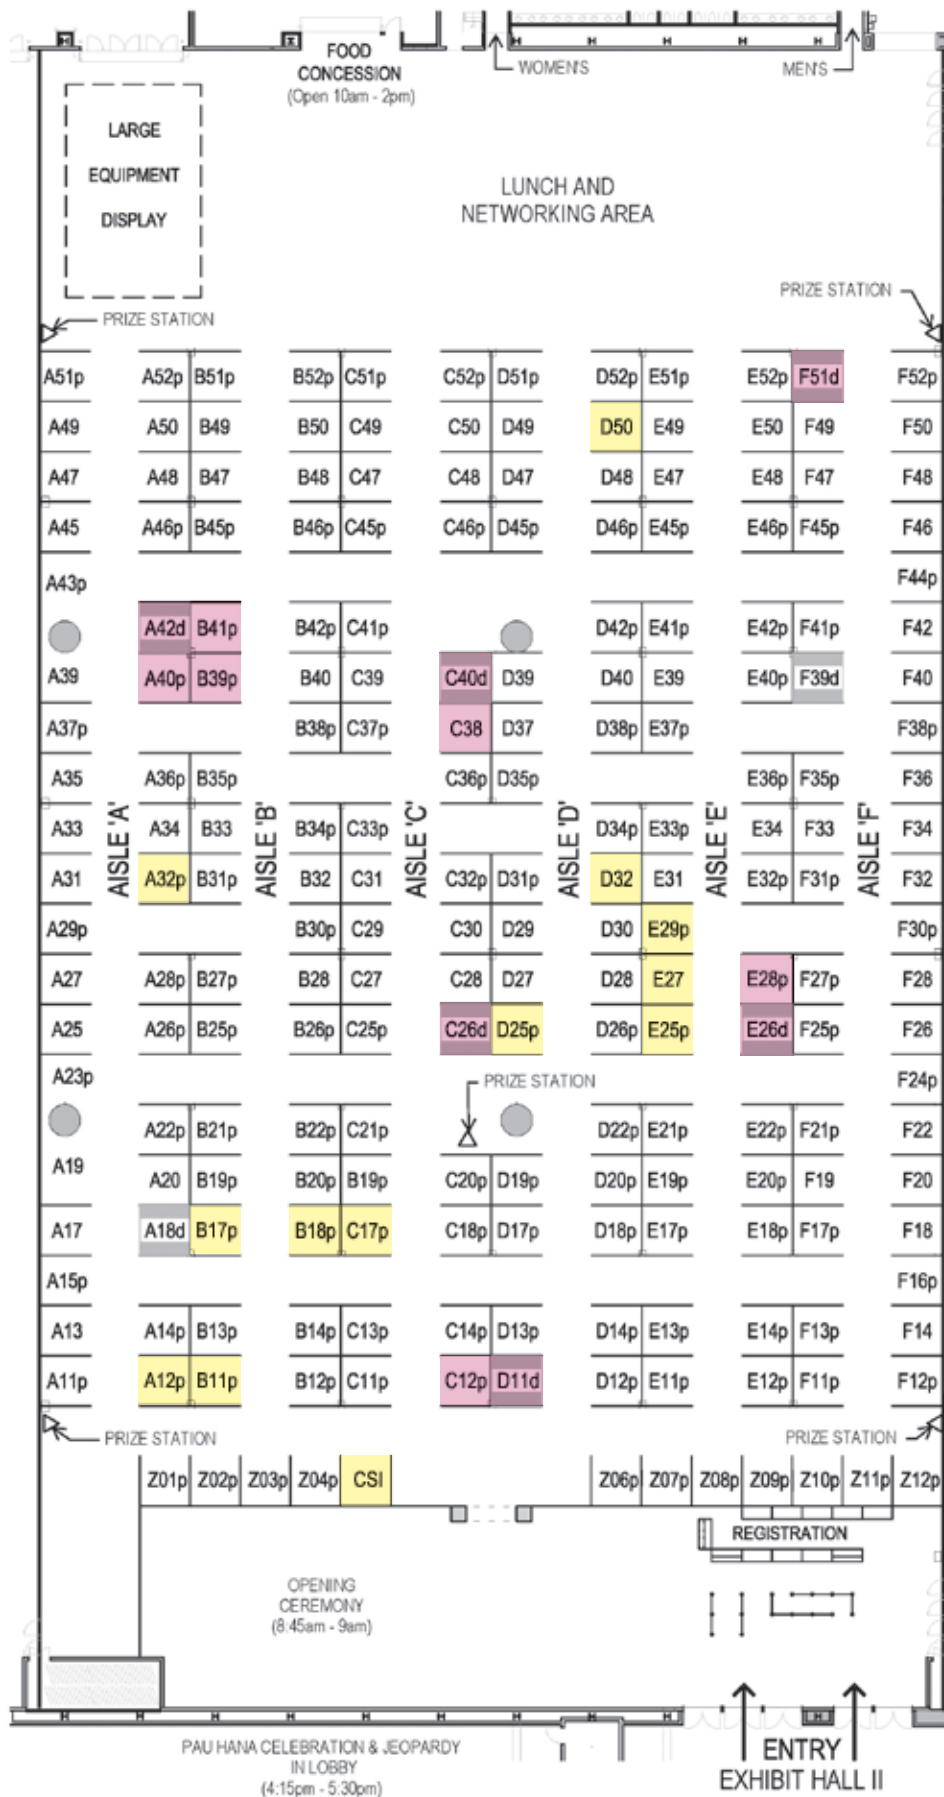 FOOD
CONCESSION
(Open 10am - 2pm)
WOMEN'S
MEN'S
LARGE
EQUIPMENT
DISPLAY
LUNCH AND
NETWORKING AREA
PRIZE STATION
PRIZE STATION
A51p A52p B51p B52p C51p C52p D51p D52p E51p E52p F51d F52p
A49 A50 B49 B50 C49 C50 D49 D50 E49 E50 F49 F50
A47 A48 B47 B48 C47 C48 D47 D48 E47 E48 F47 F48
A45 A46p B45p B46p C45p C46p D45p D46p E45p E46p F45p F46
A43p F44p
A42d B41p B42p C41p D42p E41p E42p F41p F42
A39 A40p B39p B40 C39 C40d D39 D40 E39 E40p F39d F40
A37p B38p C37p C38 D37 D38p E37p F38p
A35 A36p B35p C36p D35p E36p F35p F36
A33 A34 B33 B34p C33p D34p E33p E34 F33 F34
AISLE 'A' AISLE 'B' AISLE 'C' AISLE 'D' AISLE 'E' AISLE 'F'
A31 A32p B31p B32 C31 C32p D31p D32 E31 E32p F31p F32
A29p B30p C29 C30 D29 D30 E29p F30p
A27 A28p B27p B28 C27 C28 D27 D28 E27 E28p F27p F28
A25 A26p B25p B26p C25p C26d D25p D26p E25p E26d F25p F26
A23p F24p
PRIZE STATION
A22p B21p B22p C21p D22p E21p E22p F21p F22
A19 A20 B19p B20p B19p C20p D19p D20p E19p E20p F19 F20
A17 A18d B17p B18p C17p C18p D17p D18p E17p E18p F17p F18
A15p F16p
A13 A14p B13p B14p C13p C14p D13p D14p E13p E14p F13p F14
A11p A12p B11p B12p C11p C12p D11d D12p E11p E12p F11p F12p
PRIZE STATION
PRIZE STATION
Z01p Z02p Z03p Z04p CSI Z06p Z07p Z08p Z09p Z10p Z11p Z12p
REGISTRATION
OPENING
CEREMONY
(8:45am - 9am)
PAU HANA CELEBRATION & JEOPARDY
IN LOBBY
(4:15pm - 5:30pm)
ENTRY
EXHIBIT HALL II